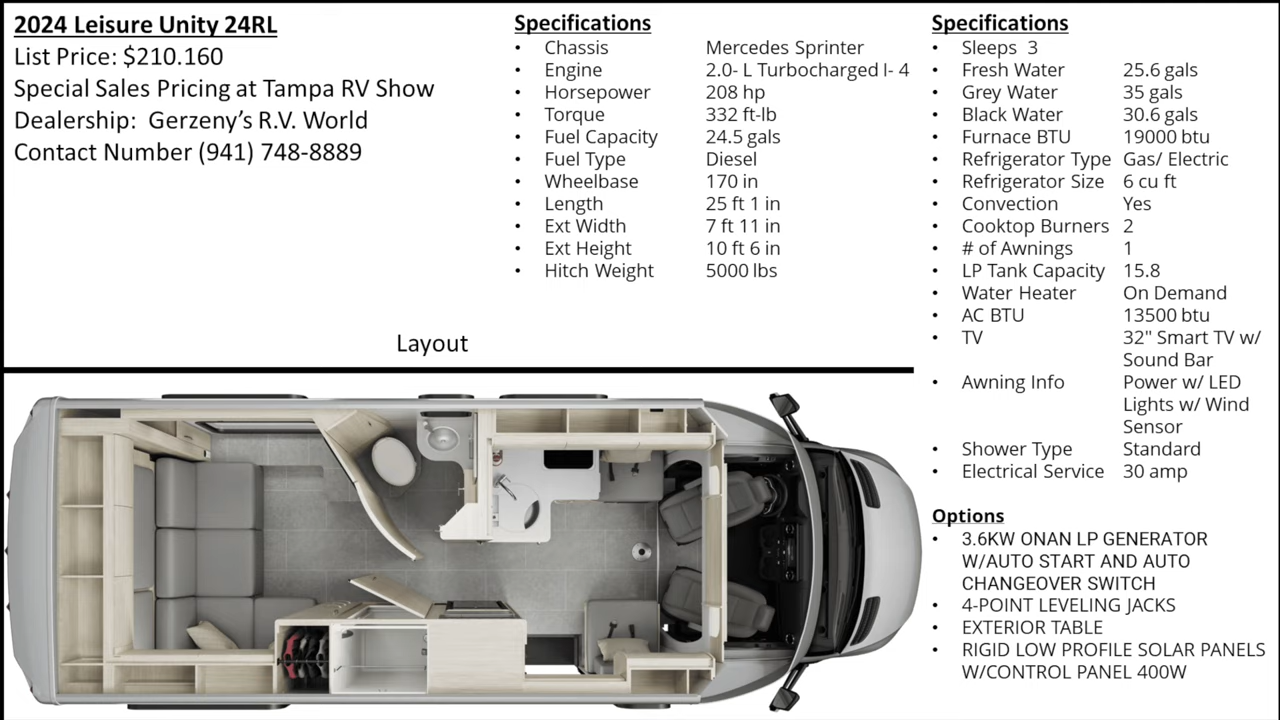 2024 Leisure Unity 24RL
List Price: $210.160
Special Sales Pricing at Tampa RV Show
Dealership:  Gerzeny's R.V. World
Contact Number (941) 748-8889
Specifications
• Chassis Mercedes Sprinter
• Engine 2.0- L Turbocharged I- 4
• Horsepower 208 hp
• Torque 332 ft-lb
• Fuel Capacity 24.5 gals
• Fuel Type Diesel
• Wheelbase 170 in
• Length 25 ft 1 in
• Ext Width 7 ft 11 in
• Ext Height 10 ft 6 in
• Hitch Weight 5000 lbs
Layout
Specifications
• Sleeps  3
• Fresh Water 25.6 gals
• Grey Water 35 gals
• Black Water 30.6 gals
• Furnace BTU 19000 btu
• Refrigerator Type Gas/ Electric
• Refrigerator Size 6 cu ft
• Convection Yes
• Cooktop Burners 2
• # of Awnings 1
• LP Tank Capacity 15.8
• Water Heater On Demand
• AC BTU 13500 btu
• TV 32" Smart TV w/
Sound Bar
• Awning Info Power w/ LED
Lights w/ Wind
Sensor
• Shower Type Standard
• Electrical Service 30 amp
Options
• 3.6KW ONAN LP GENERATOR
W/AUTO START AND AUTO
CHANGEOVER SWITCH
• 4-POINT LEVELING JACKS
• EXTERIOR TABLE
• RIGID LOW PROFILE SOLAR PANELS
W/CONTROL PANEL 400W